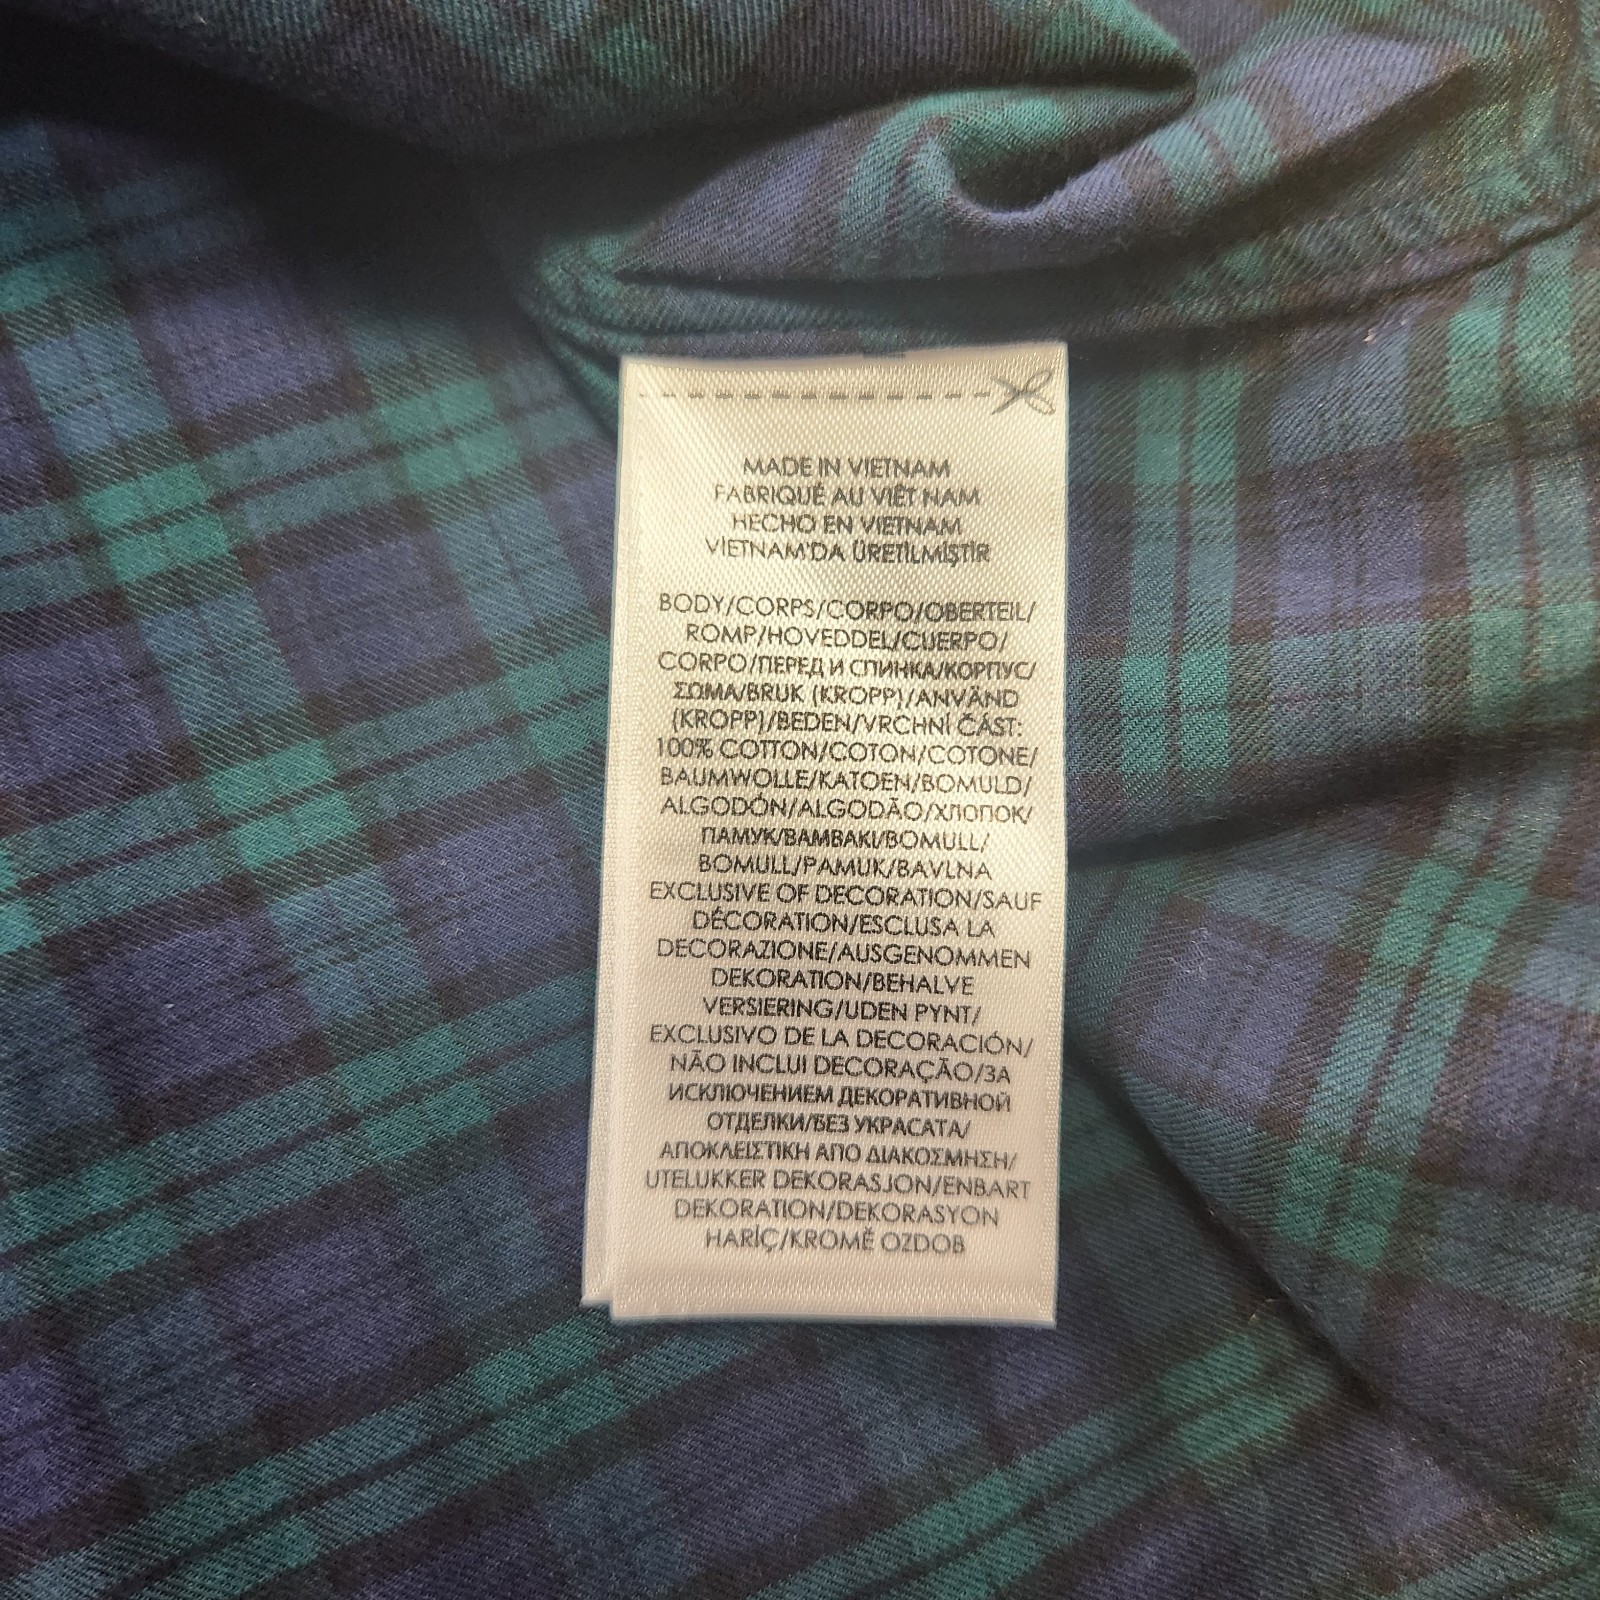 MADE IN VIETNAM
FABRIQUÉ AU VIÊT NAM
HECHO EN VIETNAM
VIETNAM'DA ÜRETİLMİŞTİR
BODY/CORPS/CORPO/OBERTEIL/
ROMP/HOVEDDEL/CUERPO/
CORPO/ПЕРЕД И СПИНКА/КОРПУС/
ΣΩΜΑ/BRUK (KROPP)/ANVÄND
(KROPP)/BEDEN/VRCHNÍ ČÁST:
100% COTTON/COTON/COTONE/
BAUMWOLLE/KATOEN/BOMULD/
ALGODÓN/ALGODÃO/ХЛОПОК/
ПАМУК/ΒΑΜΒΑΚΙ/BOMULL/
BOMULL/PAMUK/BAVLNA
EXCLUSIVE OF DECORATION/SAUF
DÉCORATION/ESCLUSA LA
DECORAZIONE/AUSGENOMMEN
DEKORATION/BEHALVE
VERSIERING/UDEN PYNT/
EXCLUSIVO DE LA DECORACIÓN/
NÃO INCLUI DECORAÇÃO/ЗА
ИСКЛЮЧЕНИЕМ ДЕКОРАТИВНОЙ
ОТДЕЛКИ/БЕЗ УКРАСАТА/
ΑΠΟΚΛΕΙΣΤΙΚΗ ΑΠΟ ΔΙΑΚΟΣΜΗΣΗ/
UTELUKKER DEKORASJON/ENBART
DEKORATION/DEKORASYON
HARİÇ/KROMĚ OZDOB